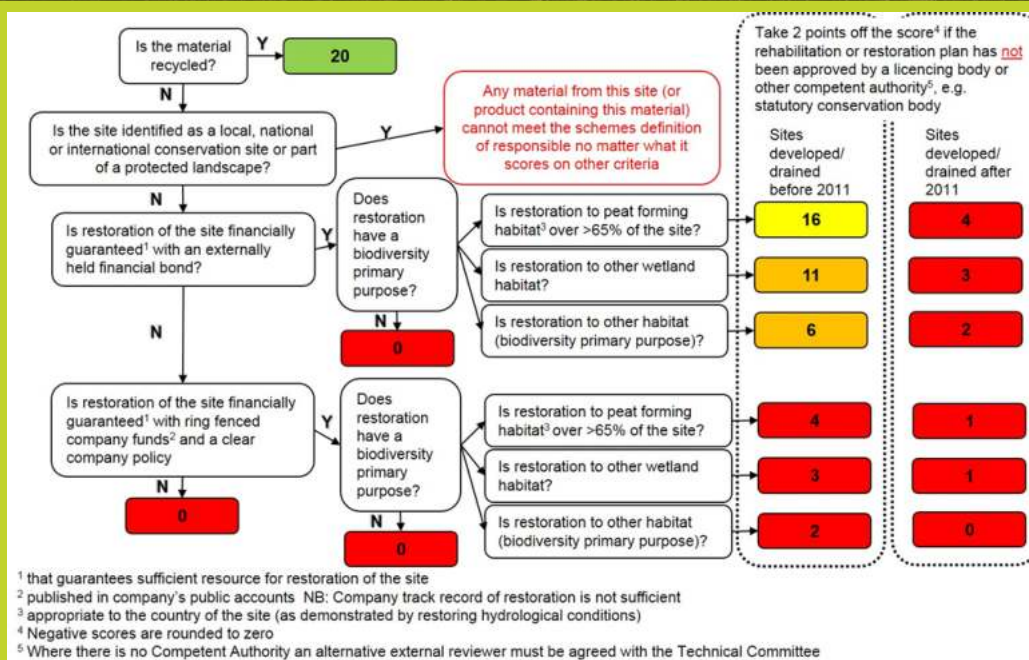 Is the material
recycled?
Y
20
N
Is the site identified as a local, national
or international conservation site or part
of a protected landscape?
Y
Any material from this site (or
product containing this material)
cannot meet the schemes definition
of responsible no matter what it
scores on other criteria
N
Is restoration of the site financially
guaranteed¹ with an externally
held financial bond?
Y
Does
restoration
have a
biodiversity
primary
purpose?
N
0
Is restoration to peat forming
habitat³ over >65% of the site?
Is restoration to other wetland
habitat?
Is restoration to other habitat
(biodiversity primary purpose)?
N
Is restoration of the site financially
guaranteed¹ with ring fenced
company funds² and a clear
company policy
Y
N
0
Does
restoration
have a
biodiversity
primary
purpose?
N
0
Is restoration to peat forming
habitat³ over >65% of the site?
Is restoration to other wetland
habitat?
Is restoration to other habitat
(biodiversity primary purpose)?
Take 2 points off the score⁴ if the
rehabilitation or restoration plan has not
been approved by a licencing body or
other competent authority⁵, e.g.
statutory conservation body
Sites
developed/
drained
before 2011
16
11
6
4
3
2
Sites
developed/
drained after
2011
4
3
2
1
1
0
¹ that guarantees sufficient resource for restoration of the site
² published in company's public accounts NB: Company track record of restoration is not sufficient
³ appropriate to the country of the site (as demonstrated by restoring hydrological conditions)
⁴ Negative scores are rounded to zero
⁵ Where there is no Competent Authority an alternative external reviewer must be agreed with the Technical Committee